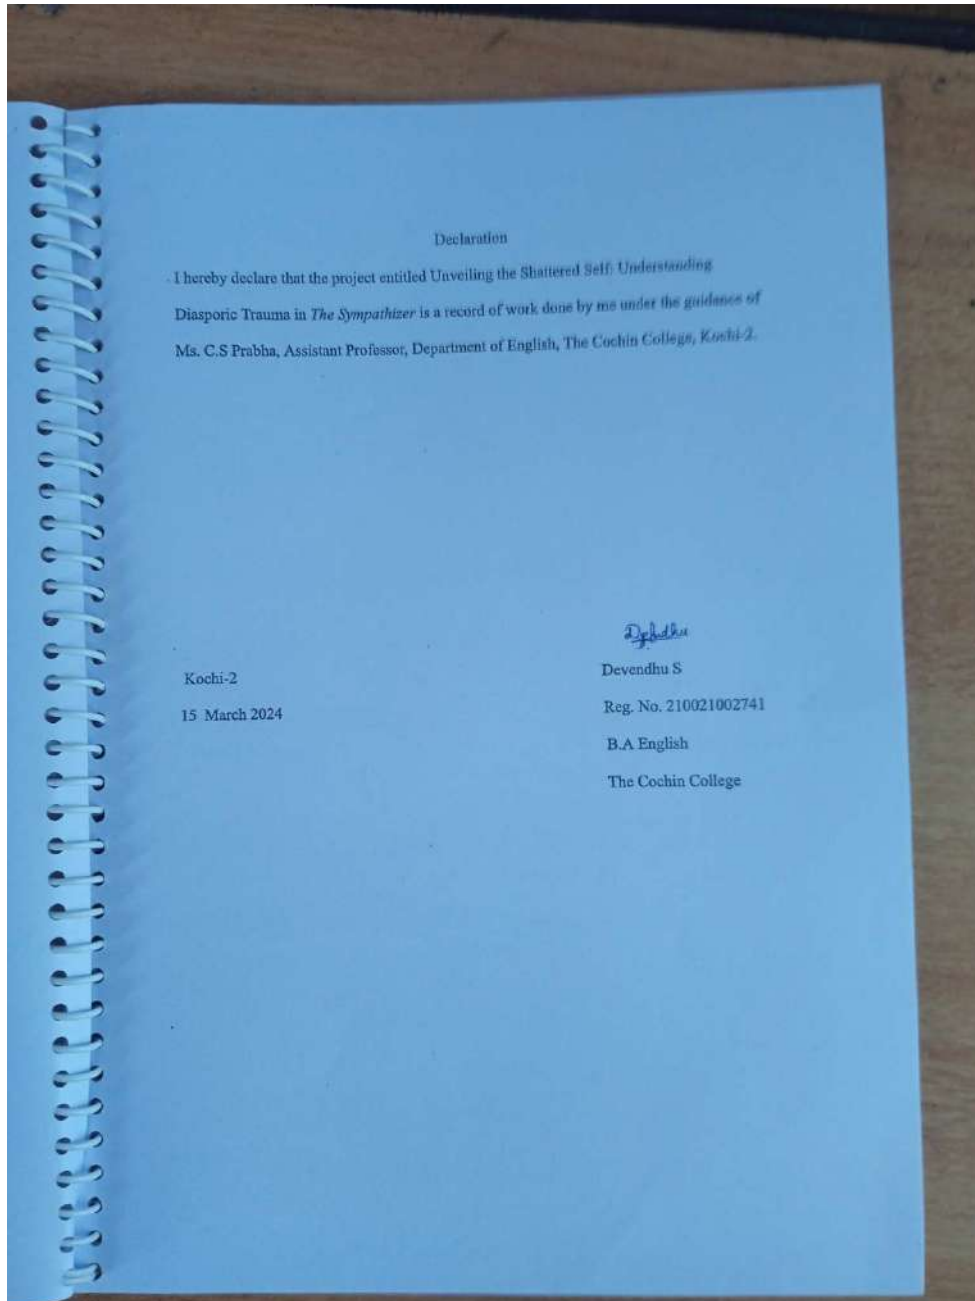 Declaration
I hereby declare that the project entitled Unveiling the Shattered Self: Understanding
Diasporic Trauma in The Sympathizer is a record of work done by me under the guidance of
Ms. C.S Prabha, Assistant Professor, Department of English, The Cochin College, Kochi-2.
Kochi-2
15 March 2024
Devendhu S
Reg. No. 210021002741
B.A English
The Cochin College